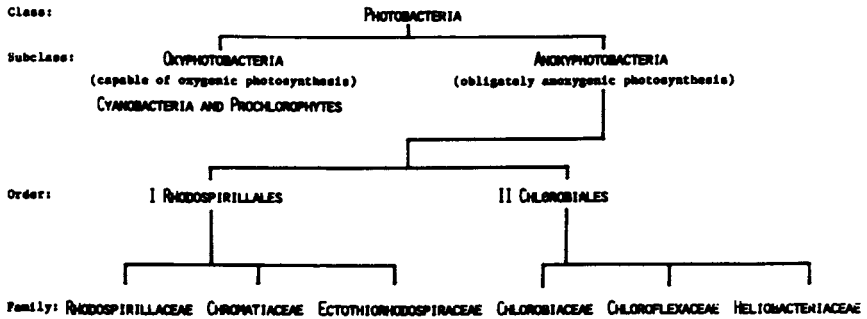 Class: PHOTOBACTERIA
Subclass: OXYPHOTOBACTERIA ANOXYPHOTOBACTERIA
(capable of oxygenic photosynthesis) (obligately anoxygenic photosynthesis)
CYANOBACTERIA AND PROCHLOROPHYTES
Order: I RHODOSPIRILLALES II CHLOROBIALES
Family: RHODOSPIRILLACEAE CHROMATIACEAE ECTOTHIORHODOSPIRACEAE CHLOROBIACEAE CHLOROFLEXACEAE HELIOBACTERIACEAE